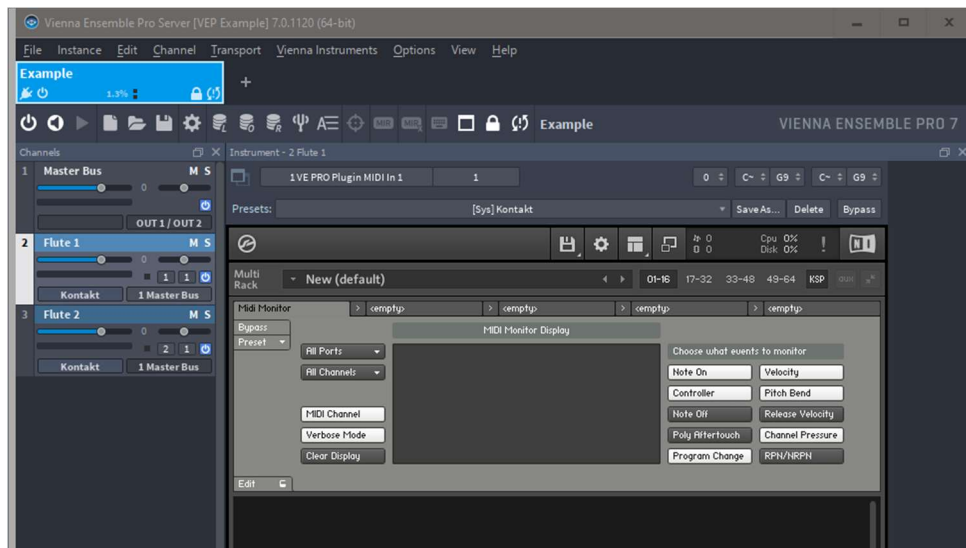 Vienna Ensemble Pro Server [VEP Example] 7.0.1120 (64-bit)
File Instance Edit Channel Transport Vienna Instruments Options View Help
Example
1.3%
+
Example
VIENNA ENSEMBLE PRO 7
Channels
Instrument - 2 Flute 1
1 Master Bus M S
0
OUT 1 / OUT 2
2 Flute 1 M S
0
1 1
Kontakt 1 Master Bus
3 Flute 2 M S
0
2 1
Kontakt 1 Master Bus
1 VE PRO Plugin MIDI In 1 1 0 C~ G9 C~ G9
Presets: [Sys] Kontakt Save As... Delete Bypass
0 Cpu 0%
0 Disk 0% ! NI
Multi
Rack New (default) 01-16 17-32 33-48 49-64 KSP aux
Midi Monitor > <empty> > <empty> > <empty> > <empty>
Bypass
Preset
MIDI Monitor Display
All Ports
All Channels
MIDI Channel
Verbose Mode
Clear Display
Choose what events to monitor
Note On Velocity
Controller Pitch Bend
Note Off Release Velocity
Poly Aftertouch Channel Pressure
Program Change RPN/NRPN
Edit